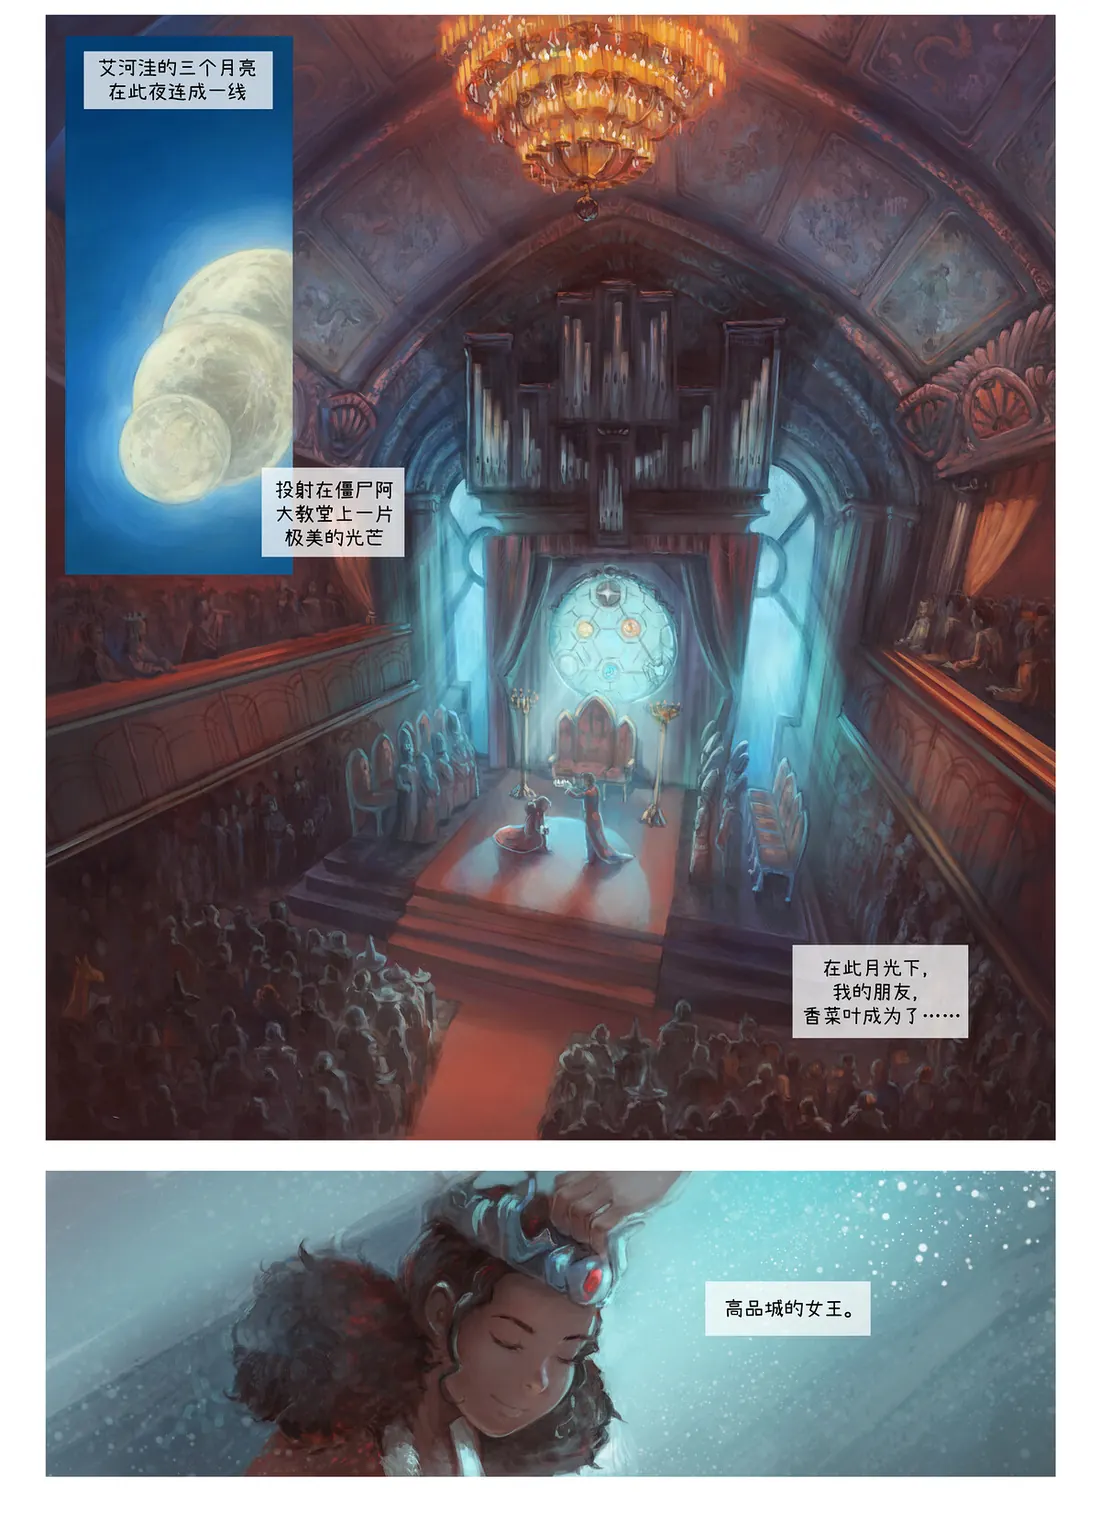 艾河洼的三个月亮
在此夜连成一线
投射在僵尸阿
大教堂上一片
极美的光芒
在此月光下，
我的朋友，
香菜叶成为了……
高品城的女王。